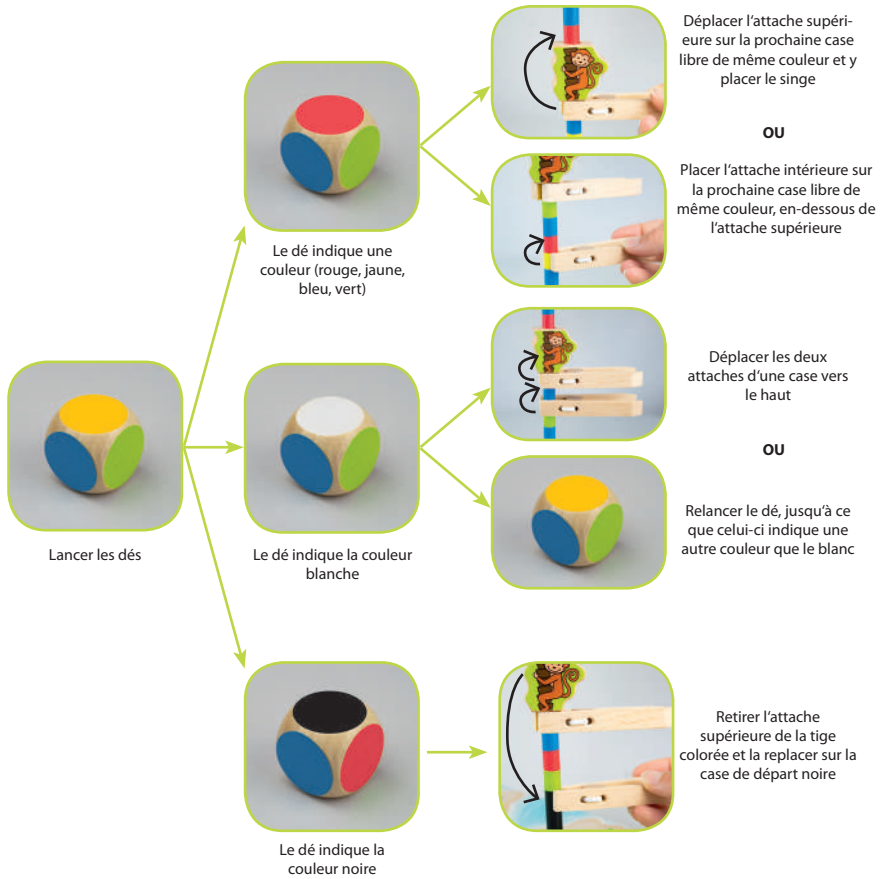 Déplacer l'attache supéri-
eure sur la prochaine case
libre de même couleur et y
placer le singe
OU
Placer l'attache intérieure sur
la prochaine case libre de
même couleur, en-dessous de
l'attache supérieure
Le dé indique une
couleur (rouge, jaune,
bleu, vert)
Déplacer les deux
attaches d'une case vers
le haut
OU
Relancer le dé, jusqu'à ce
que celui-ci indique une
autre couleur que le blanc
Lancer les dés
Le dé indique la couleur
blanche
Retirer l'attache
supérieure de la tige
colorée et la replacer sur la
case de départ noire
Le dé indique la
couleur noire